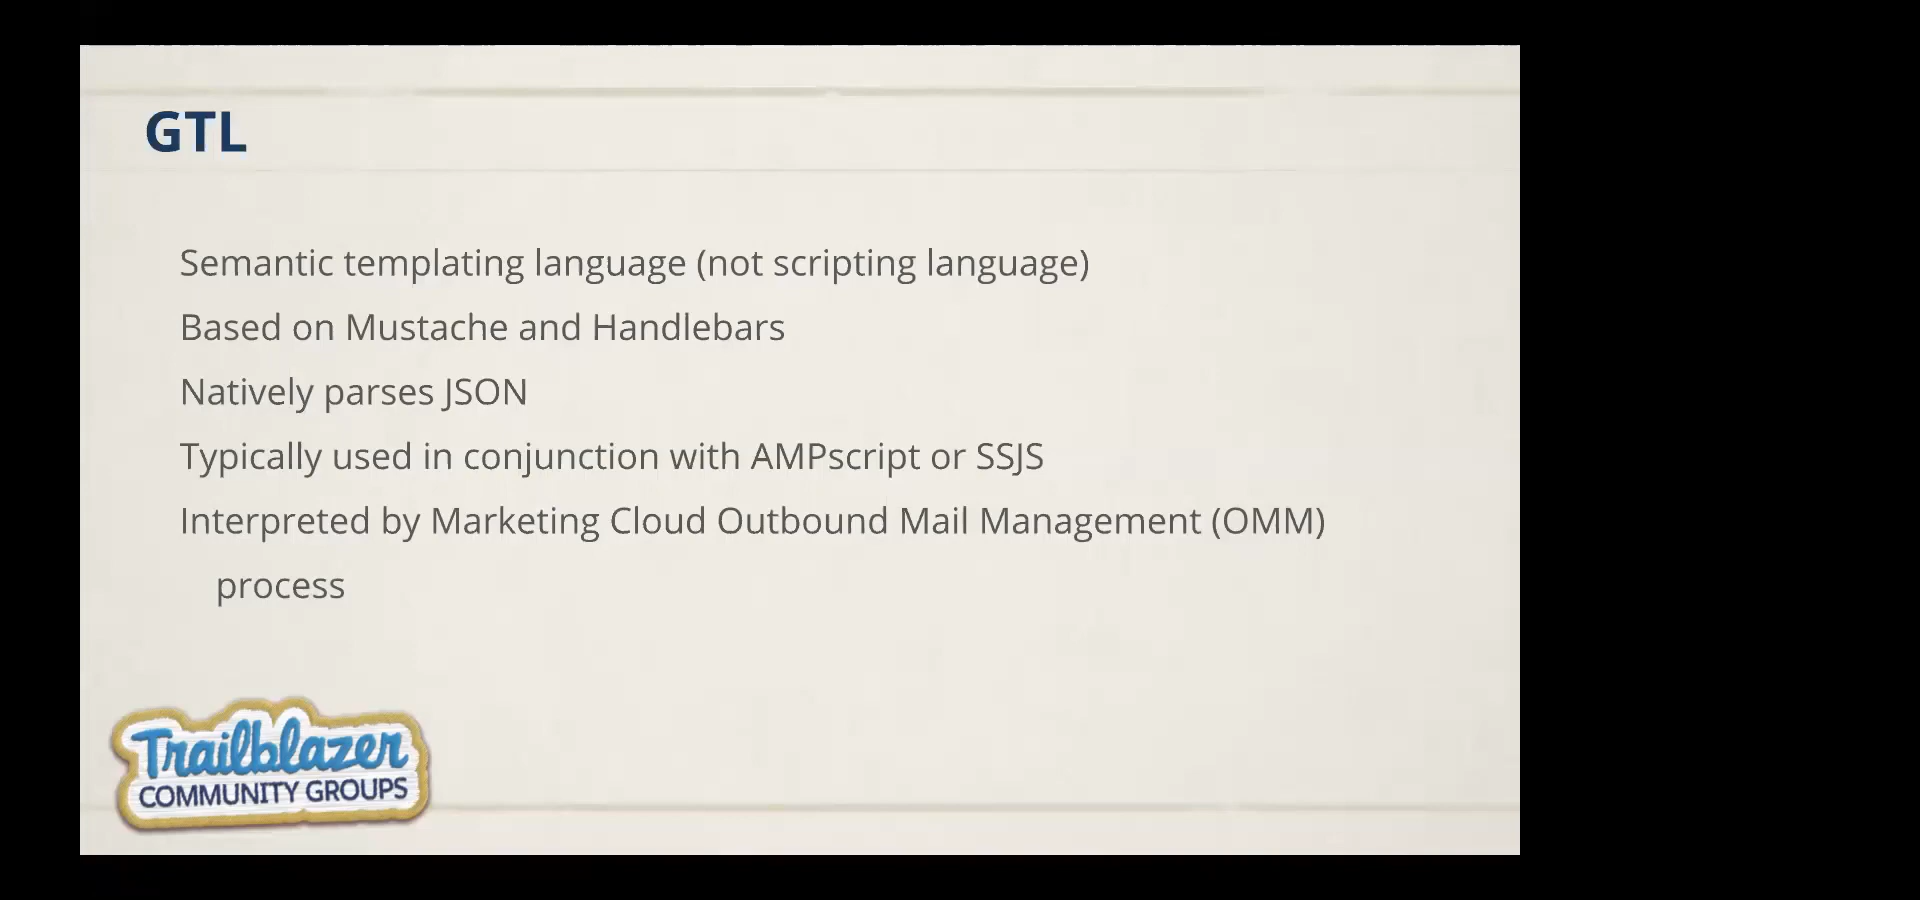 GTL
Semantic templating language (not scripting language)
Based on Mustache and Handlebars
Natively parses JSON
Typically used in conjunction with AMPscript or SSJS
Interpreted by Marketing Cloud Outbound Mail Management (OMM)
process
Trailblazer
COMMUNITY GROUPS